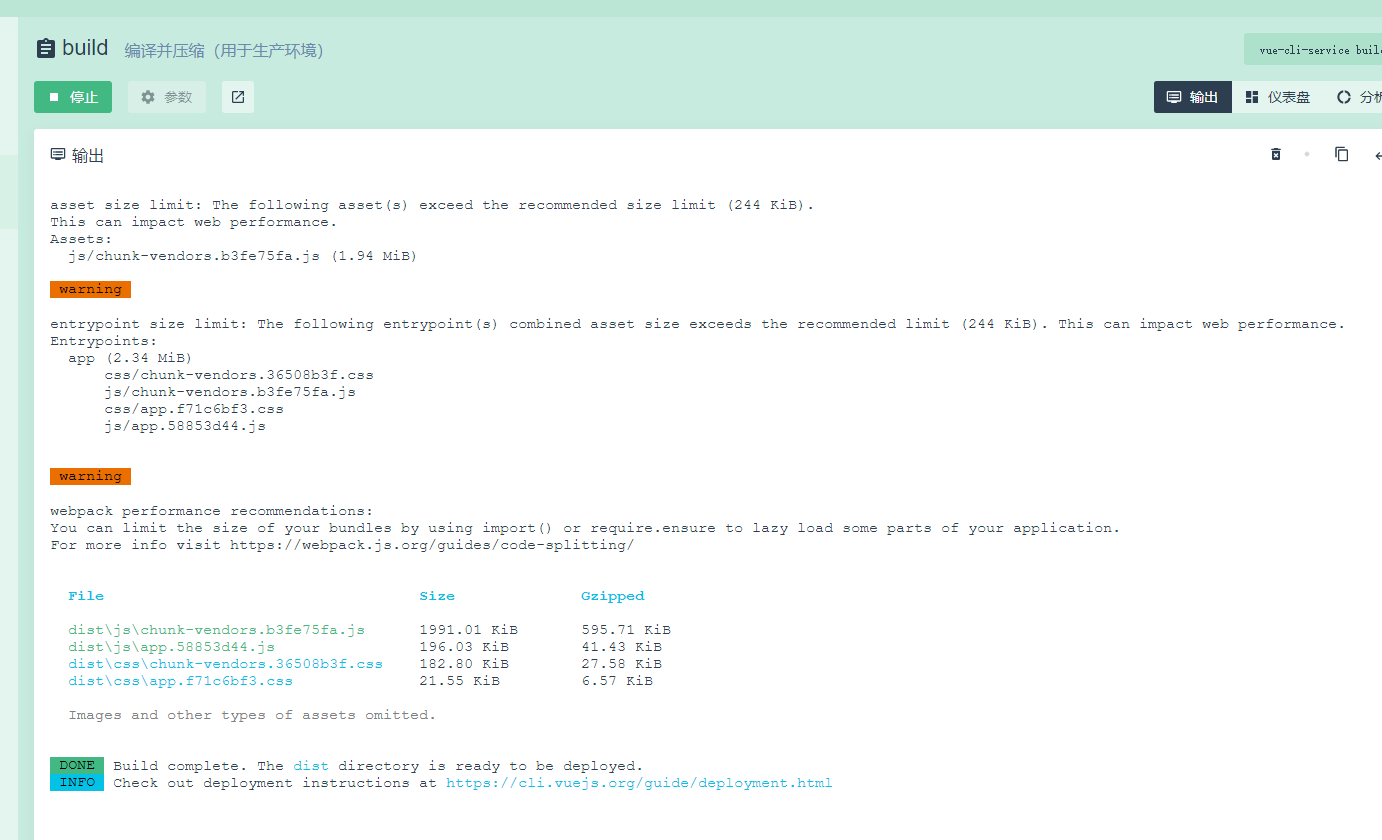 build 编译并压缩（用于生产环境）
vue-cli-service buil
停止 参数
输出 仪表盘 分析
输出
asset size limit: The following asset(s) exceed the recommended size limit (244 KiB).
This can impact web performance.
Assets:
js/chunk-vendors.b3fe75fa.js (1.94 MiB)
warning
entrypoint size limit: The following entrypoint(s) combined asset size exceeds the recommended limit (244 KiB). This can impact web performance.
Entrypoints:
app (2.34 MiB)
css/chunk-vendors.36508b3f.css
js/chunk-vendors.b3fe75fa.js
css/app.f71c6bf3.css
js/app.58853d44.js
warning
webpack performance recommendations:
You can limit the size of your bundles by using import() or require.ensure to lazy load some parts of your application.
For more info visit https://webpack.js.org/guides/code-splitting/
File Size Gzipped
dist\js\chunk-vendors.b3fe75fa.js 1991.01 KiB 595.71 KiB
dist\js\app.58853d44.js 196.03 KiB 41.43 KiB
dist\css\chunk-vendors.36508b3f.css 182.80 KiB 27.58 KiB
dist\css\app.f71c6bf3.css 21.55 KiB 6.57 KiB
Images and other types of assets omitted.
DONE Build complete. The dist directory is ready to be deployed.
INFO Check out deployment instructions at https://cli.vuejs.org/guide/deployment.html